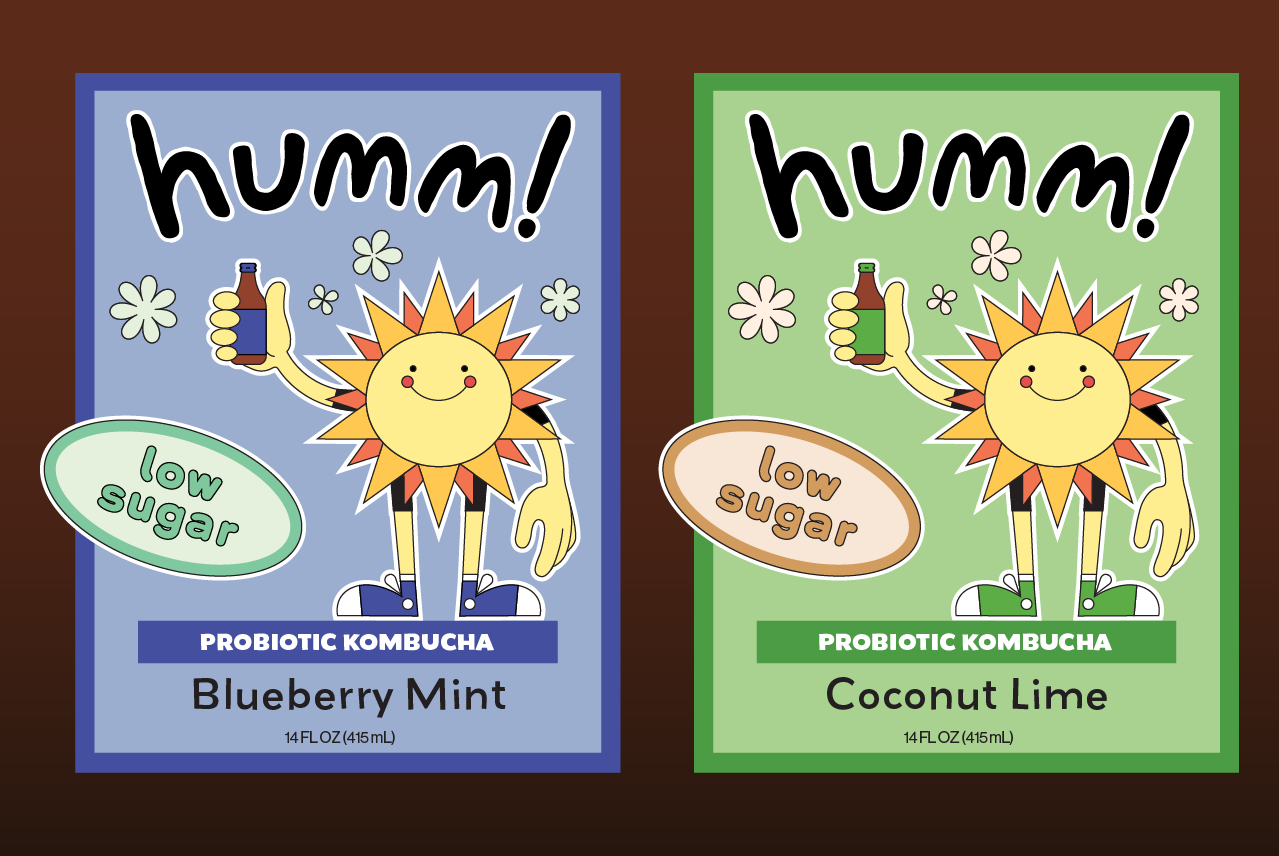 humm!
low
sugar
PROBIOTIC KOMBUCHA
Blueberry Mint
14 FL OZ (415 mL)
humm!
low
sugar
PROBIOTIC KOMBUCHA
Coconut Lime
14 FL OZ (415 mL)